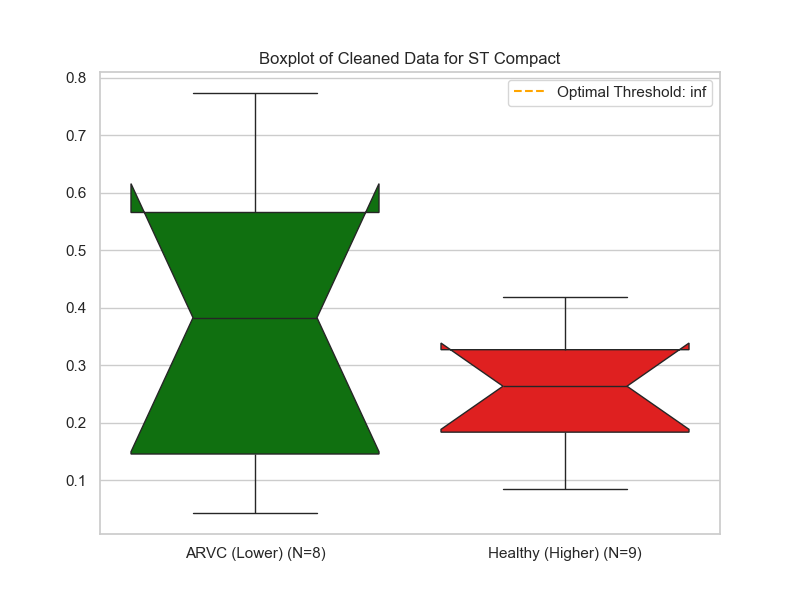 Boxplot of Cleaned Data for ST Compact
Optimal Threshold: inf
0.8
0.7
0.6
0.5
0.4
0.3
0.2
0.1
ARVC (Lower) (N=8)
Healthy (Higher) (N=9)